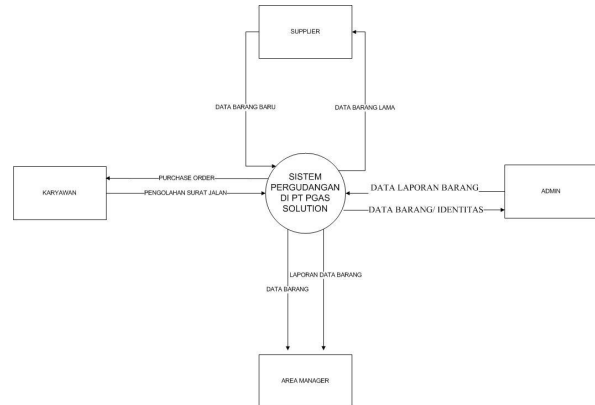 SUPPLIER
DATA BARANG BARU
DATA BARANG LAMA
PURCHASE ORDER
PENGOLAHAN SURAT JALAN
KARYAWAN
SISTEM
PERGUDANGAN
DI PT PGAS
SOLUTION
DATA LAPORAN BARANG
DATA BARANG/ IDENTITAS
ADMIN
LAPORAN DATA BARANG
DATA BARANG
AREA MANAGER